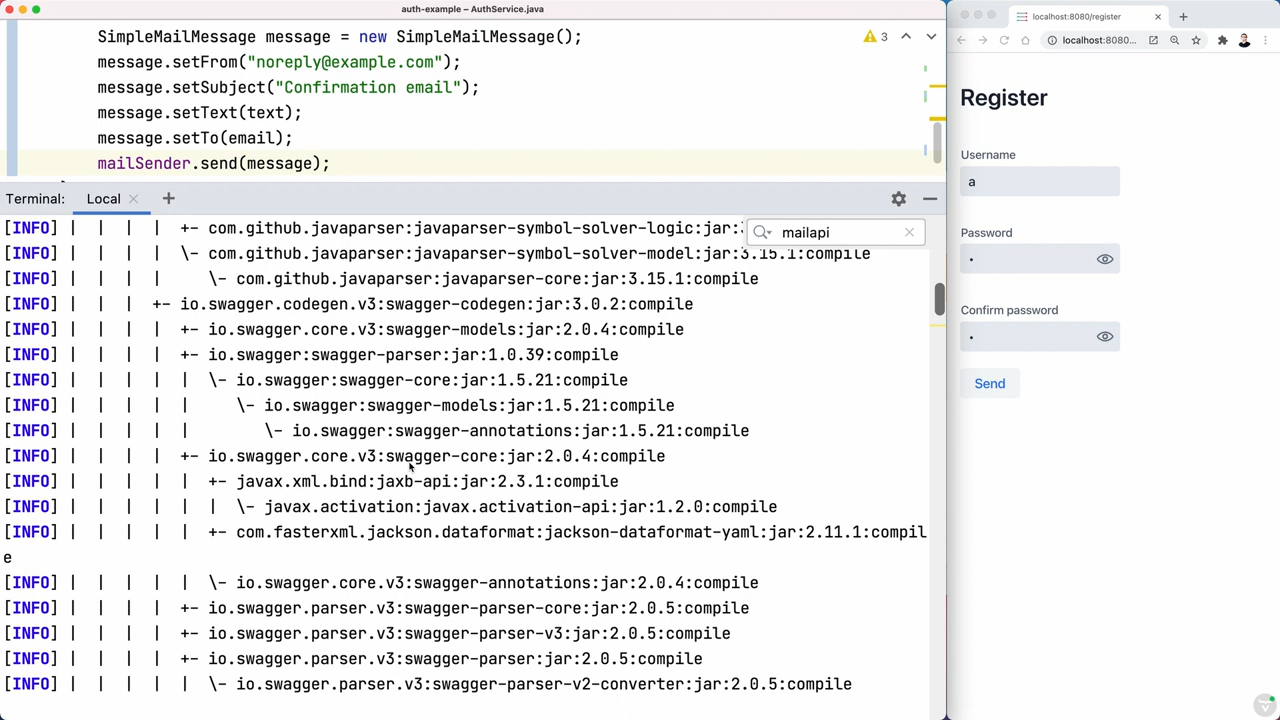 auth-example – AuthService.java
SimpleMailMessage message = new SimpleMailMessage();
message.setFrom("noreply@example.com");
message.setSubject("Confirmation email");
message.setText(text);
message.setTo(email);
mailSender.send(message);
3
Terminal: Local × +
mailapi
[INFO] | | | | | +- com.github.javaparser:javaparser-symbol-solver-logic:jar:
[INFO] | | | | | \- com.github.javaparser:javaparser-symbol-solver-model:jar:3.15.1:compile
[INFO] | | | | | \- com.github.javaparser:javaparser-core:jar:3.15.1:compile
[INFO] | | | | +- io.swagger.codegen.v3:swagger-codegen:jar:3.0.2:compile
[INFO] | | | | | +- io.swagger.core.v3:swagger-models:jar:2.0.4:compile
[INFO] | | | | | +- io.swagger:swagger-parser:jar:1.0.39:compile
[INFO] | | | | | | \- io.swagger:swagger-core:jar:1.5.21:compile
[INFO] | | | | | | \- io.swagger:swagger-models:jar:1.5.21:compile
[INFO] | | | | | | \- io.swagger:swagger-annotations:jar:1.5.21:compile
[INFO] | | | | | +- io.swagger.core.v3:swagger-core:jar:2.0.4:compile
[INFO] | | | | | | +- javax.xml.bind:jaxb-api:jar:2.3.1:compile
[INFO] | | | | | | | \- javax.activation:javax.activation-api:jar:1.2.0:compile
[INFO] | | | | | | +- com.fasterxml.jackson.dataformat:jackson-dataformat-yaml:jar:2.11.1:compil
e
[INFO] | | | | | | \- io.swagger.core.v3:swagger-annotations:jar:2.0.4:compile
[INFO] | | | | | +- io.swagger.parser.v3:swagger-parser-core:jar:2.0.5:compile
[INFO] | | | | | +- io.swagger.parser.v3:swagger-parser-v3:jar:2.0.5:compile
[INFO] | | | | | +- io.swagger.parser.v3:swagger-parser:jar:2.0.5:compile
[INFO] | | | | | | \- io.swagger.parser.v3:swagger-parser-v2-converter:jar:2.0.5:compile
localhost:8080/register
localhost:8080...
Register
Username
a
Password
•
Confirm password
•
Send